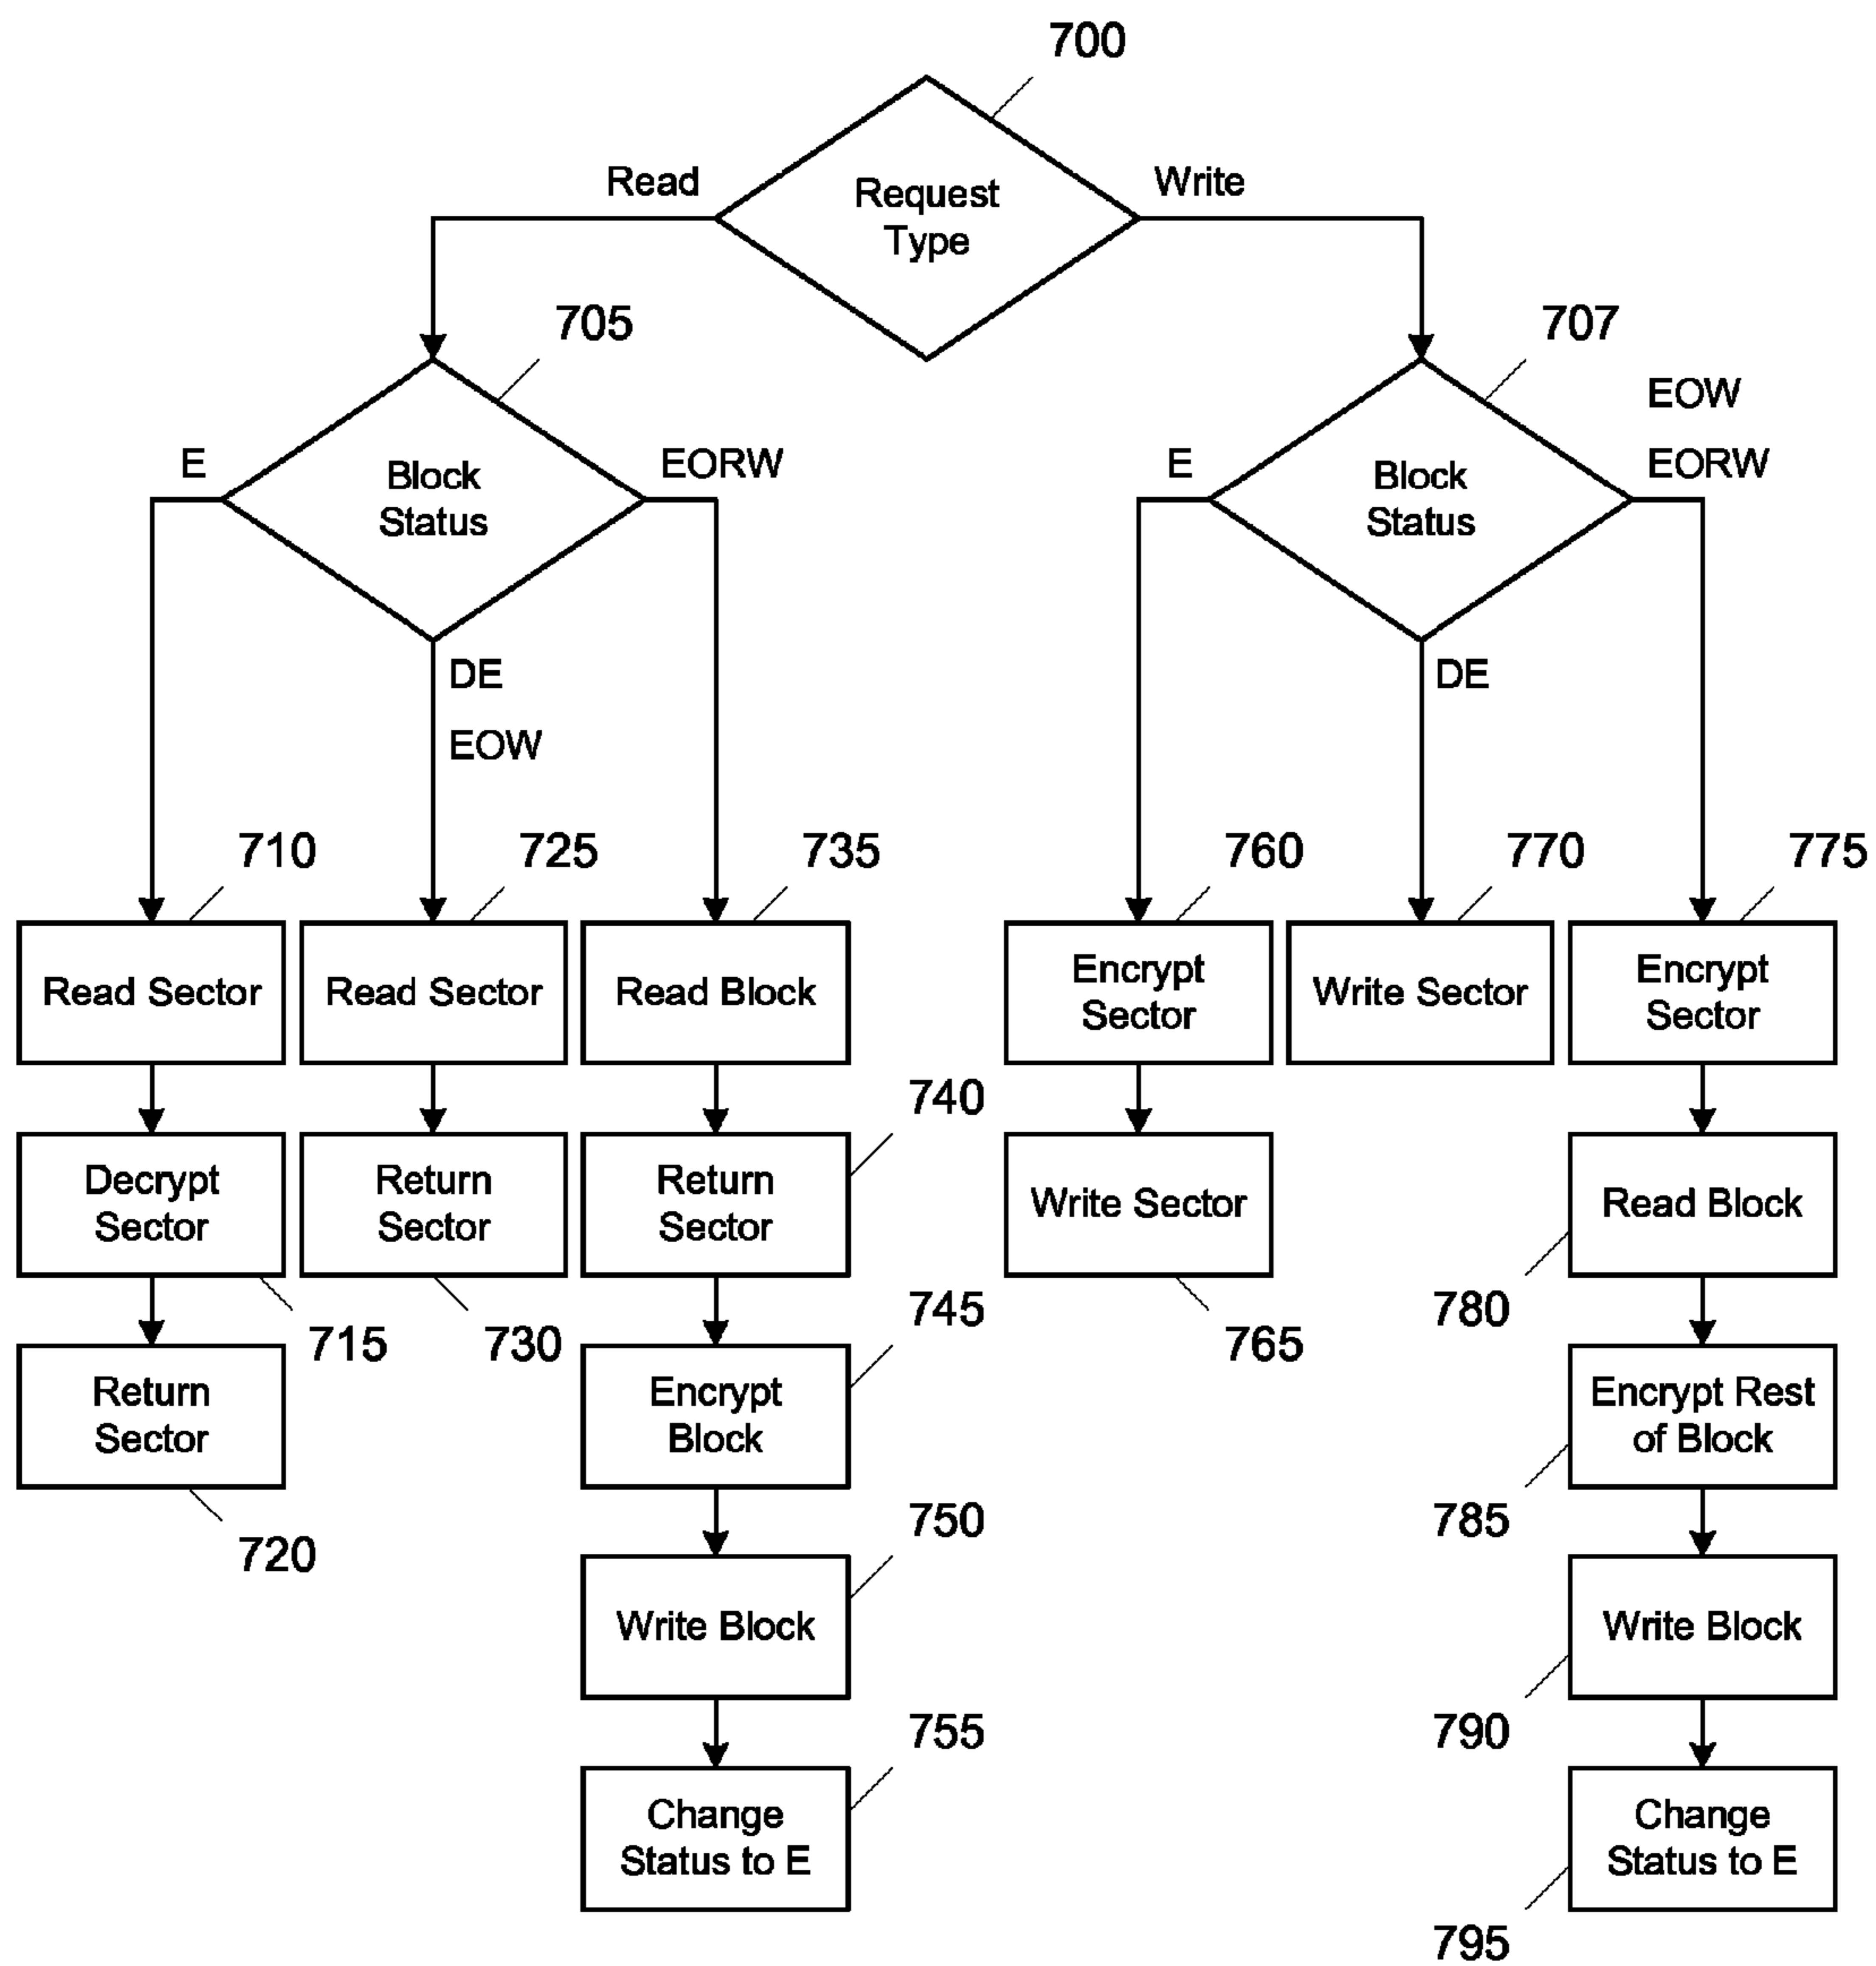 700
Read
Request
Type
Write
705
707
E
Block
Status
EORW
E
Block
Status
EOW
EORW
DE
EOW
DE
710
725
735
760
770
775
Read Sector
Read Sector
Read Block
Encrypt
Sector
Write Sector
Encrypt
Sector
740
Decrypt
Sector
Return
Sector
Return
Sector
Write Sector
Read Block
715
730
745
765
780
Return
Sector
Encrypt
Block
Encrypt Rest
of Block
720
750
785
Write Block
Write Block
755
790
Change
Status to E
Change
Status to E
795